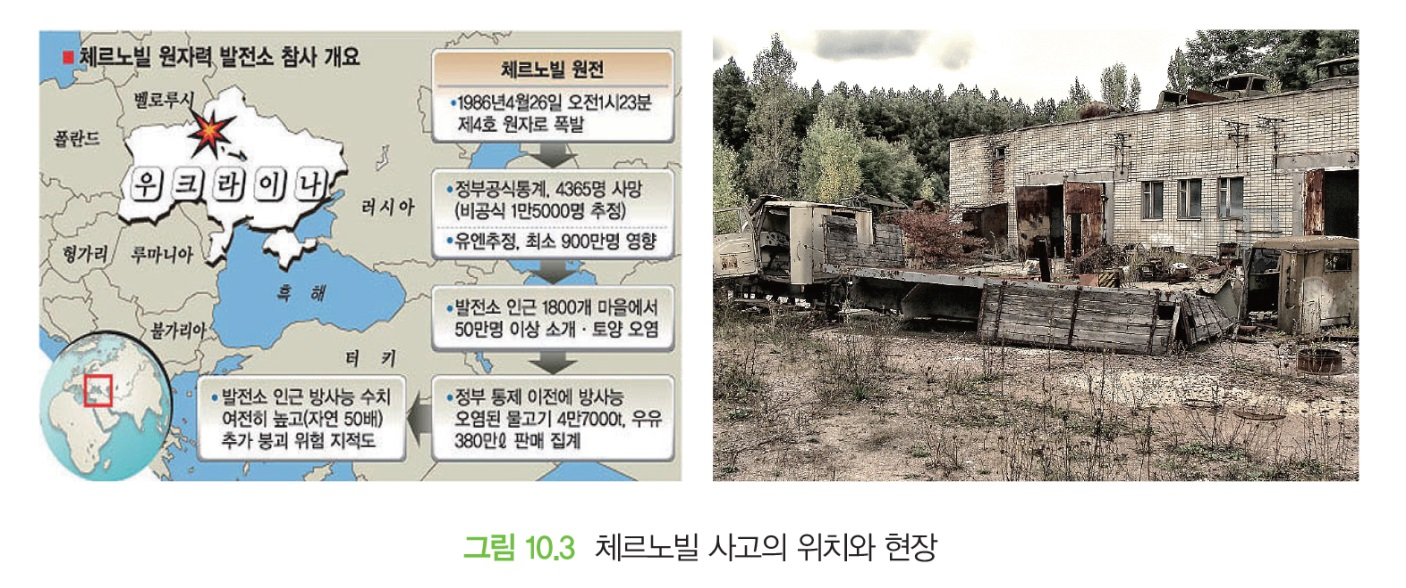 ■ 체르노빌 원자력 발전소 참사 개요
벨로루시
폴란드
우크라이나
러시아
헝가리
루마니아
흑 해
불가리아
터 키
체르노빌 원전
•1986년4월26일 오전1시23분
제4호 원자로 폭발
•정부공식통계, 4365명 사망
(비공식 1만5000명 추정)
•유엔추정, 최소 900만명 영향
•발전소 인근 1800개 마을에서
50만명 이상 소개·토양 오염
•정부 통제 이전에 방사능
오염된 물고기 4만7000t, 우유
380만ℓ 판매 집계
•발전소 인근 방사능 수치
여전히 높고(자연 50배)
추가 붕괴 위험 지적도
그림 10.3 체르노빌 사고의 위치와 현장